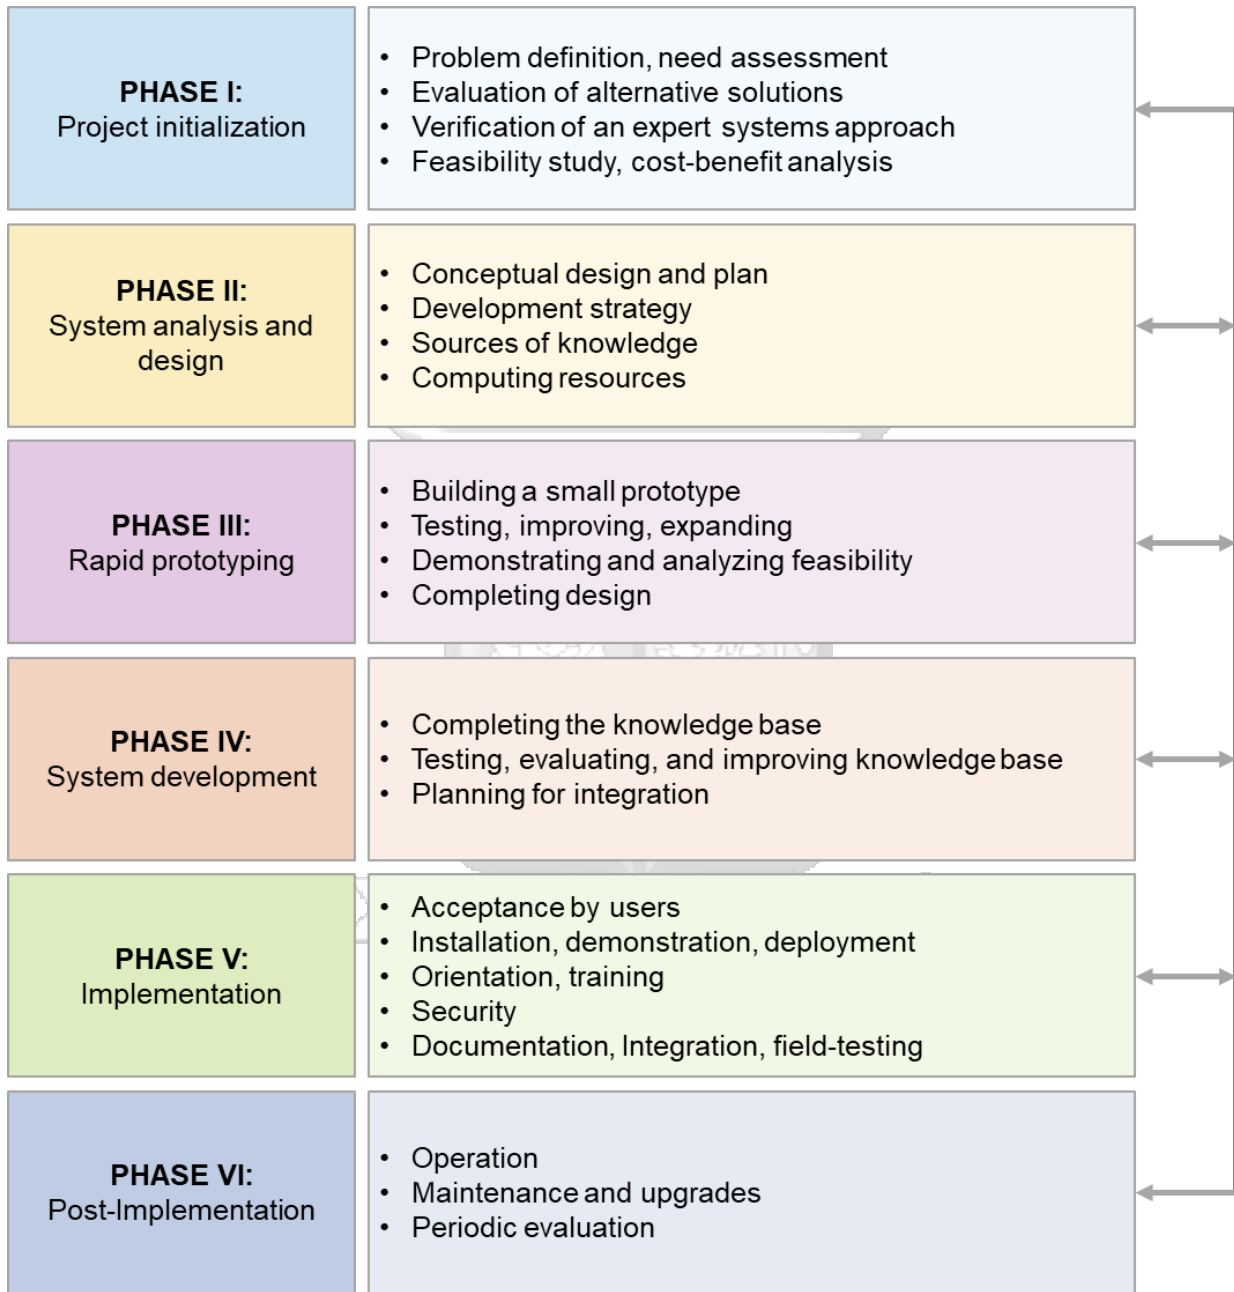 PHASE I:
Project initialization
• Problem definition, need assessment
• Evaluation of alternative solutions
• Verification of an expert systems approach
• Feasibility study, cost-benefit analysis
PHASE II:
System analysis and
design
• Conceptual design and plan
• Development strategy
• Sources of knowledge
• Computing resources
PHASE III:
Rapid prototyping
• Building a small prototype
• Testing, improving, expanding
• Demonstrating and analyzing feasibility
• Completing design
PHASE IV:
System development
• Completing the knowledge base
• Testing, evaluating, and improving knowledge base
• Planning for integration
PHASE V:
Implementation
• Acceptance by users
• Installation, demonstration, deployment
• Orientation, training
• Security
• Documentation, Integration, field-testing
PHASE VI:
Post-Implementation
• Operation
• Maintenance and upgrades
• Periodic evaluation